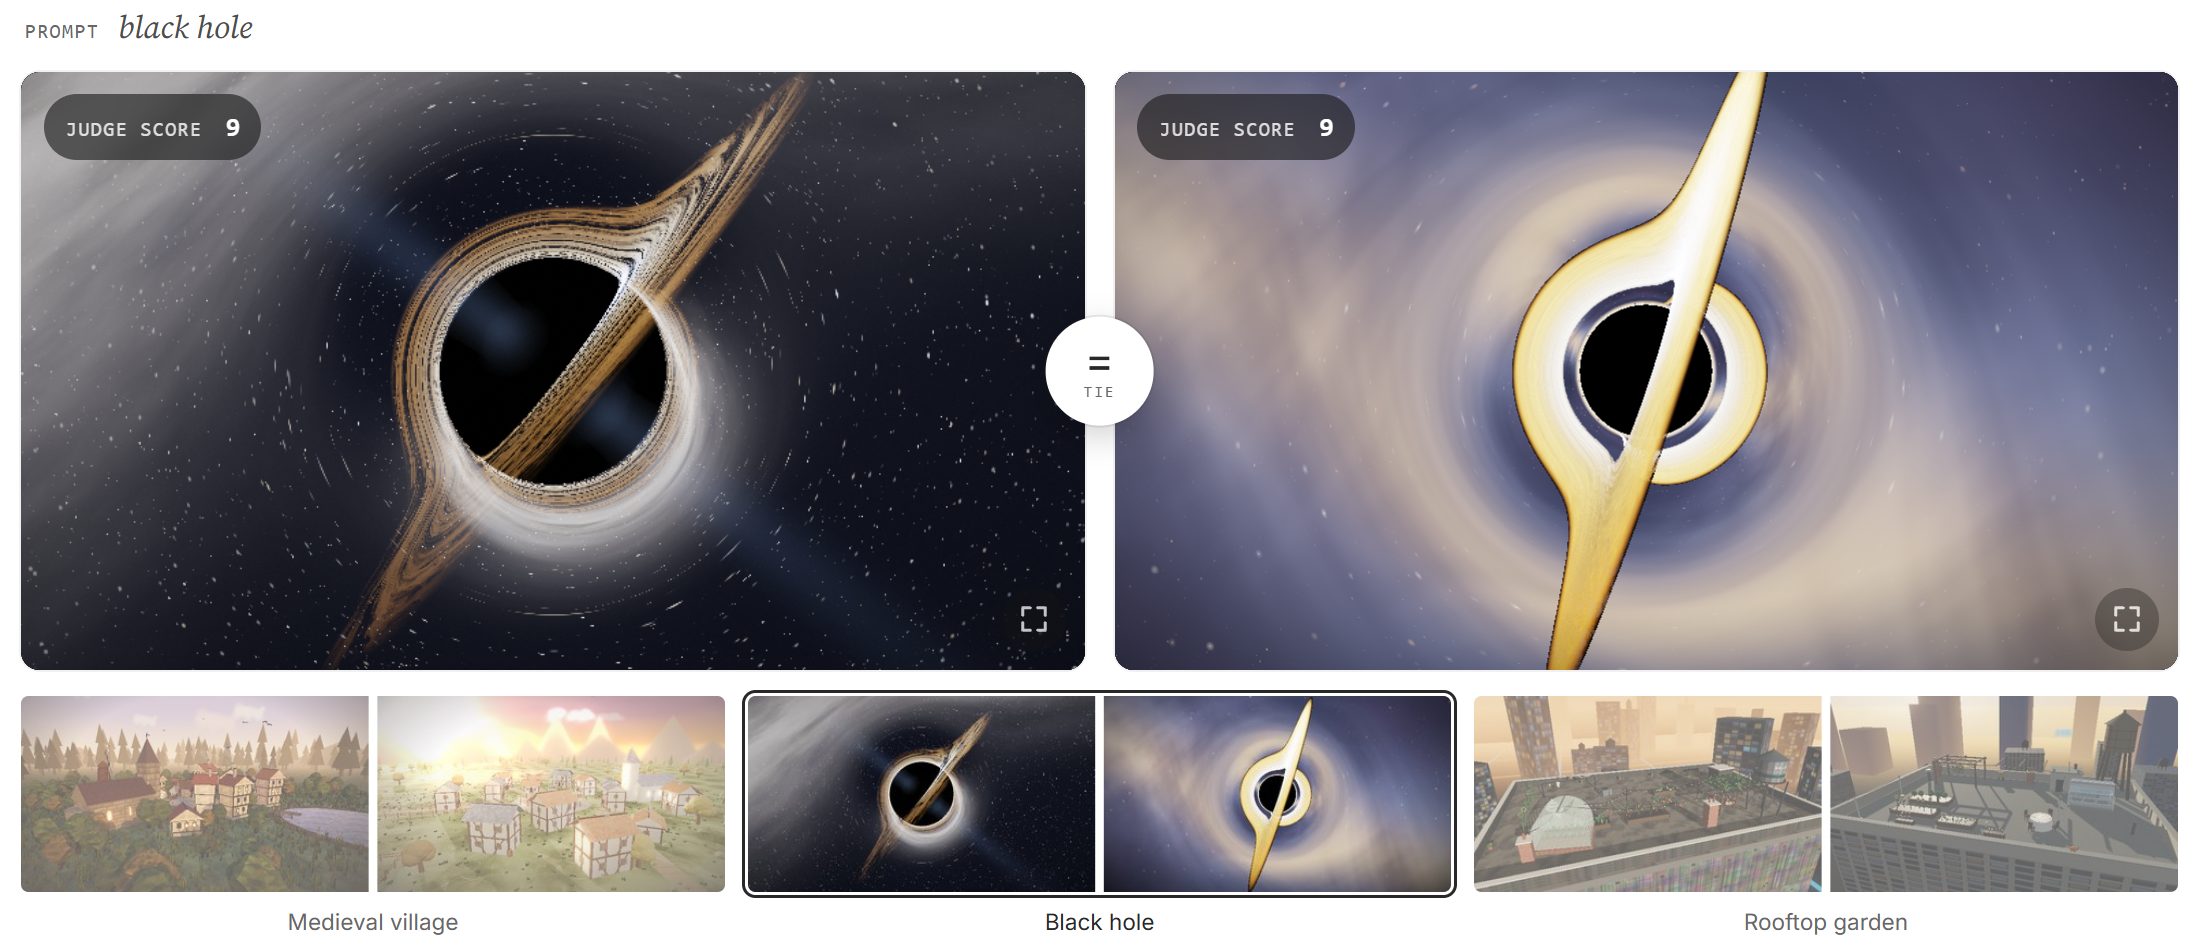 PROMPT black hole
JUDGE SCORE 9
JUDGE SCORE 9
=
TIE
Medieval village
Black hole
Rooftop garden